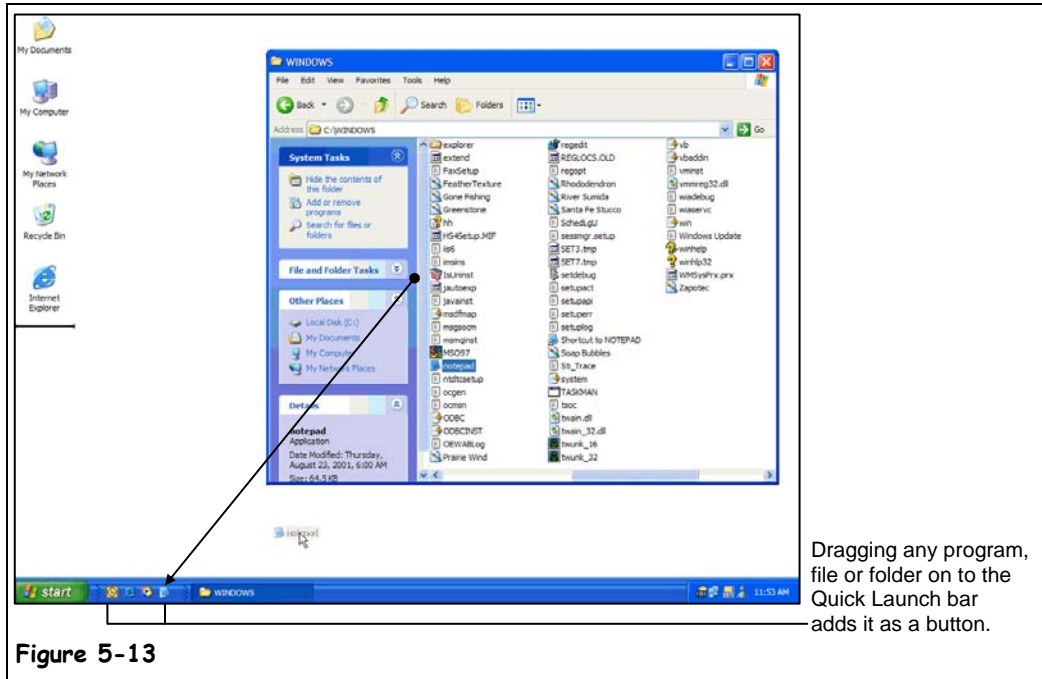 My Documents
My Computer
My Network
Places
Recycle Bin
Internet
Explorer
WINDOWS
File Edit View Favorites Tools Help
Back Search Folders
Address C:\WINDOWS Go
System Tasks
Hide the contents of
this folder
Add or remove
programs
Search for files or
folders
File and Folder Tasks
Other Places
Local Disk (C:)
My Documents
My Computer
My Network Places
Details
notepad
Application
Date Modified: Thursday,
August 23, 2001, 6:00 AM
Size: 64.5 KB
explorer
extend
FaxSetup
FeatherTexture
Gone Fishing
Greenstone
hh
HS4Setup.MIF
iis6
imsins
IsUninst
jautoexp
javainst
msdfmap
msgsocm
msmqinst
MSO97
notepad
ntdtcsetup
ocgen
ocmsn
ODBC
ODBCINST
OEWABLog
Prairie Wind
regedit
REGLOCS.OLD
regopt
Rhododendron
River Sumida
Santa Fe Stucco
SchedLgU
sessmgr.setup
SET3.tmp
SET7.tmp
setdebug
setupact
setupapi
setuperr
setuplog
Shortcut to NOTEPAD
Soap Bubbles
Sti_Trace
system
TASKMAN
tsoc
twain.dll
twain_32.dll
twunk_16
twunk_32
vb
vbaddin
vminst
vmmreg32.dll
wiadebug
wiaservc
win
Windows Update
winhelp
winhlp32
WMSysPrx.prx
Zapotec
notepad
start WINDOWS 11:53 AM
Dragging any program,
file or folder on to the
Quick Launch bar
adds it as a button.
Figure 5-13